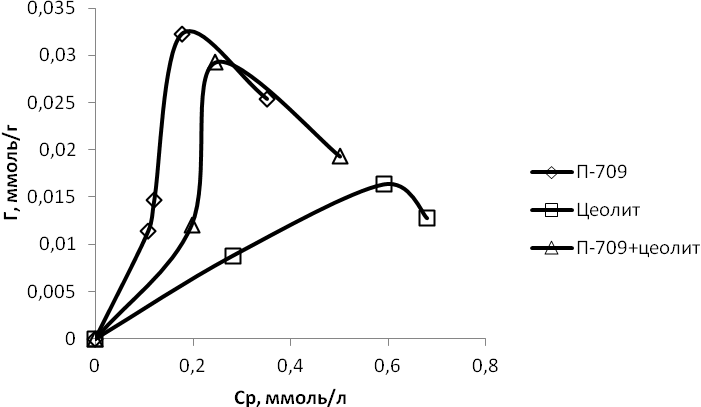 0,035
0,03
0,025
0,02
0,015
0,01
0,005
0
Г, ммоль/г
0 0,2 0,4 0,6 0,8
Ср, ммоль/л
П-709
Цеолит
П-709+цеолит